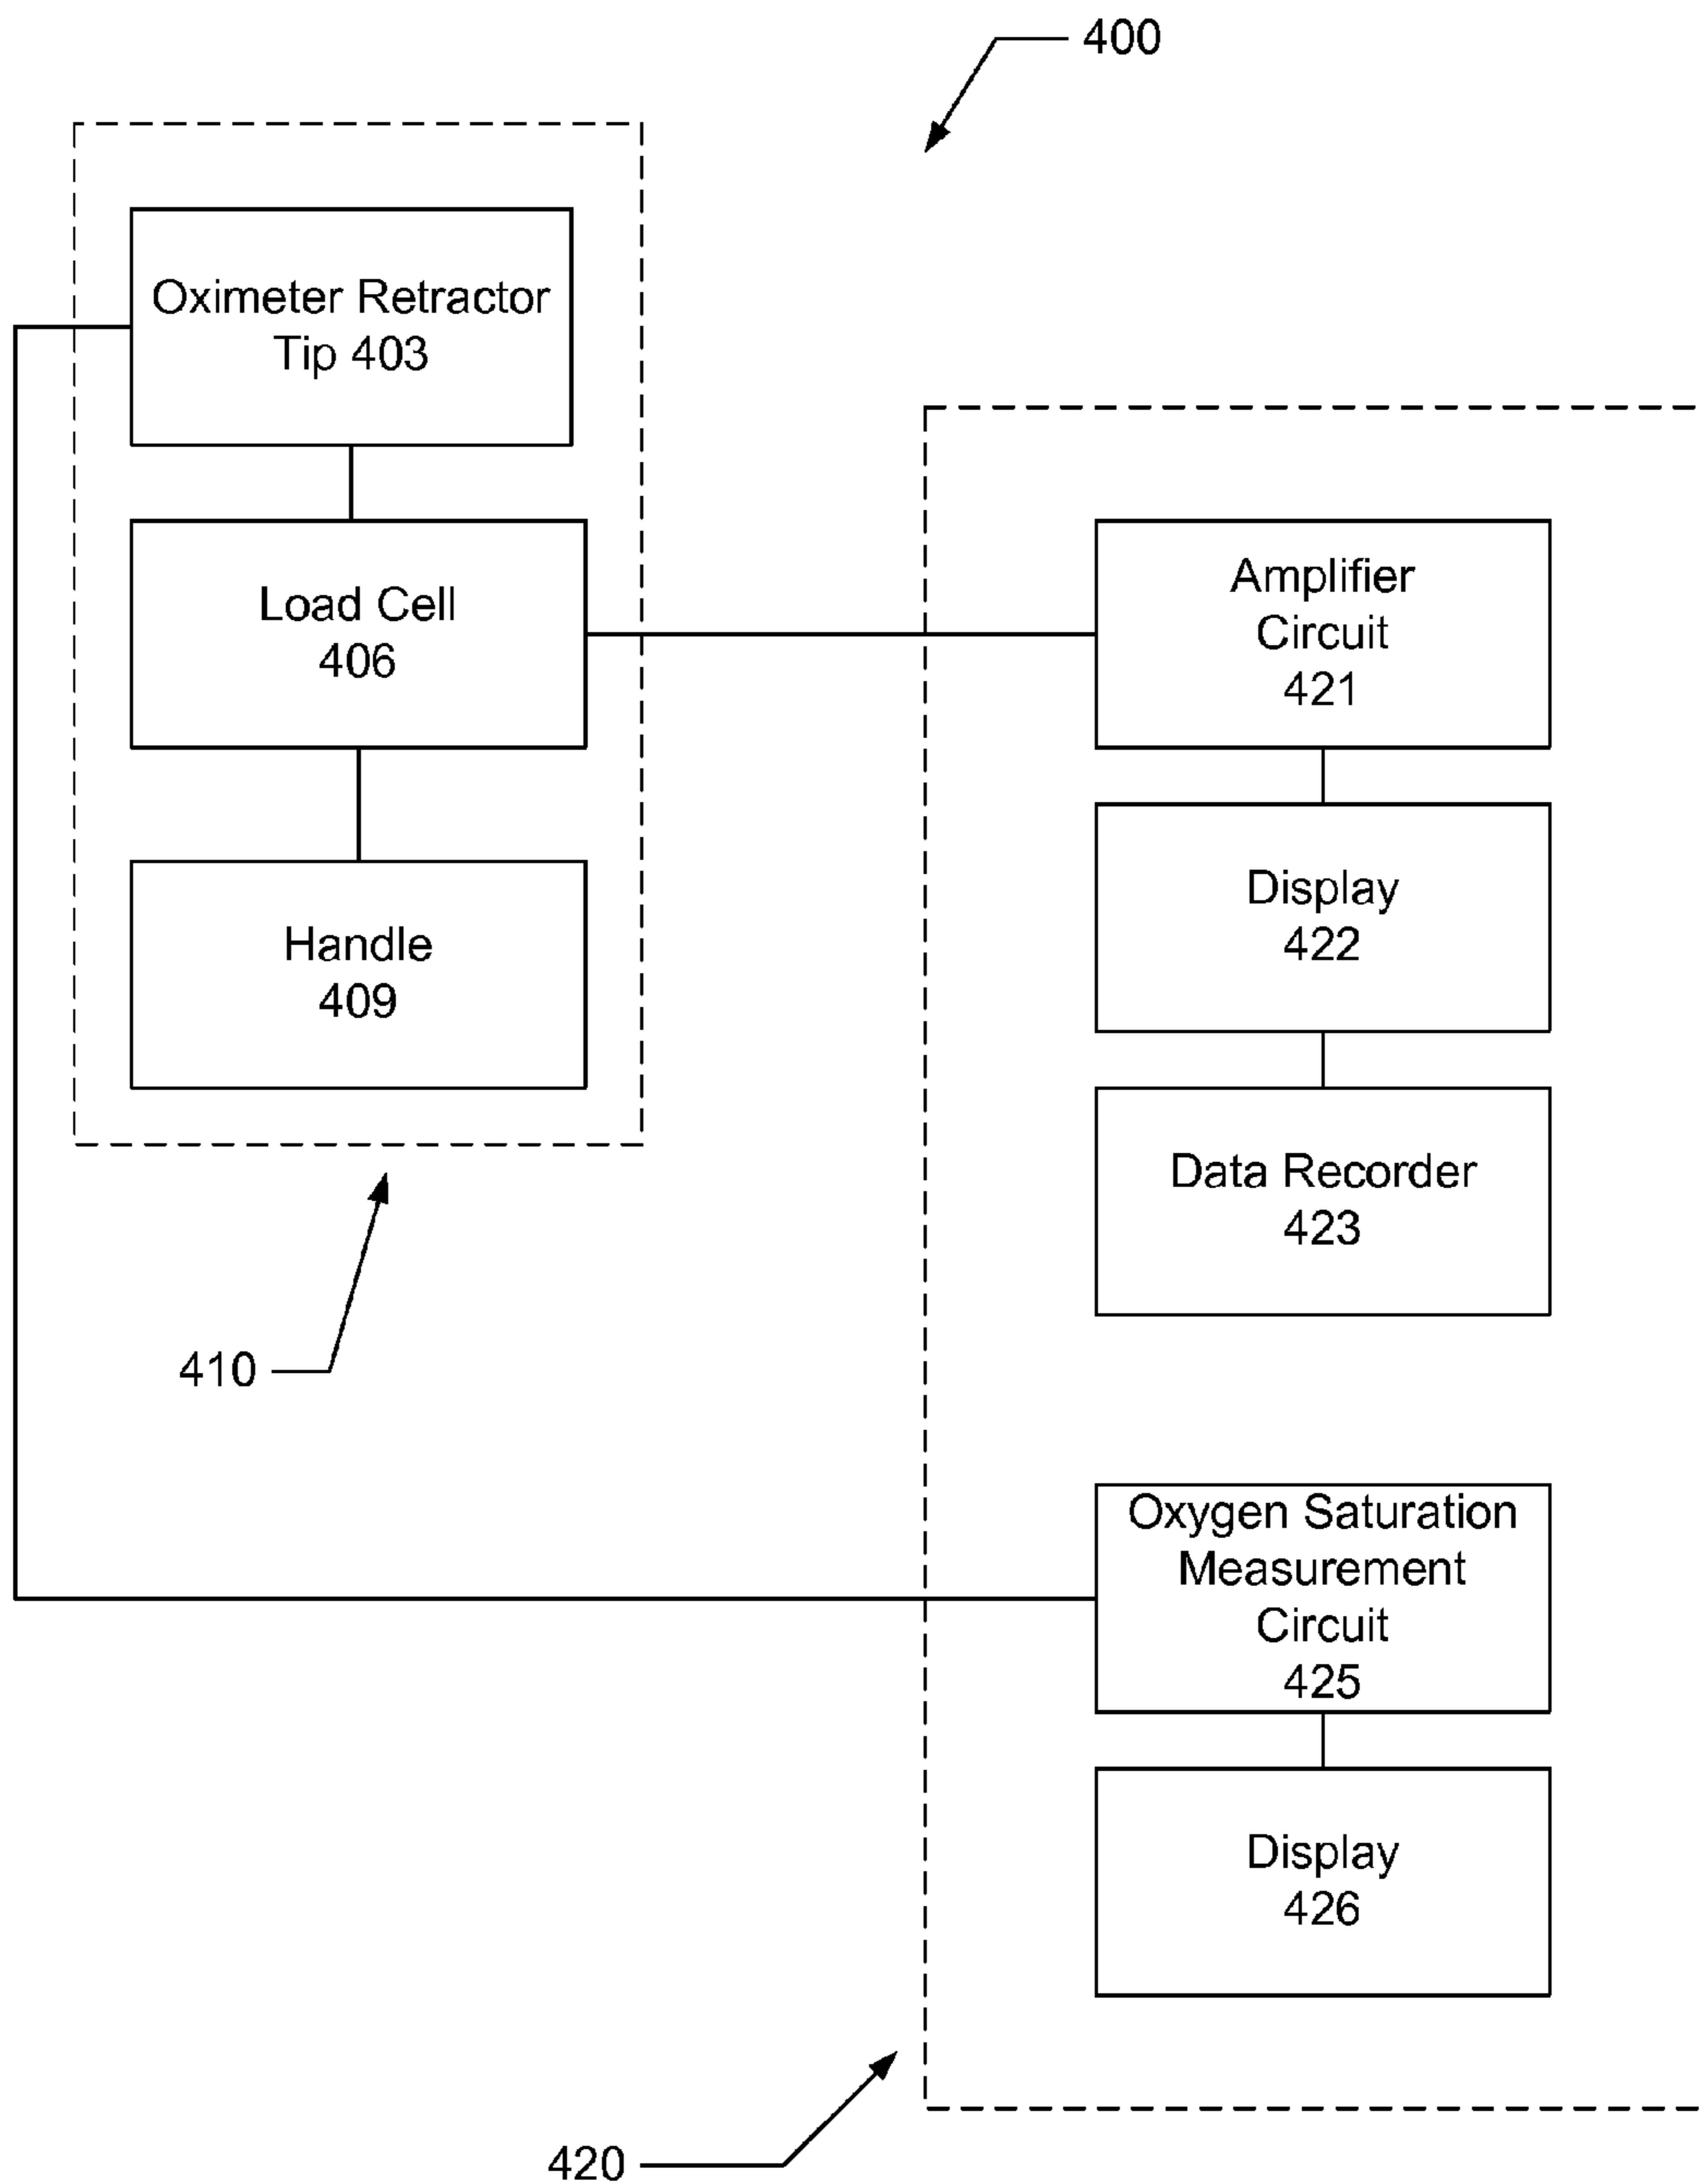 400
Oximeter Retractor
Tip 403
Load Cell
406
Handle
409
410
Amplifier
Circuit
421
Display
422
Data Recorder
423
Oxygen Saturation
Measurement
Circuit
425
Display
426
420